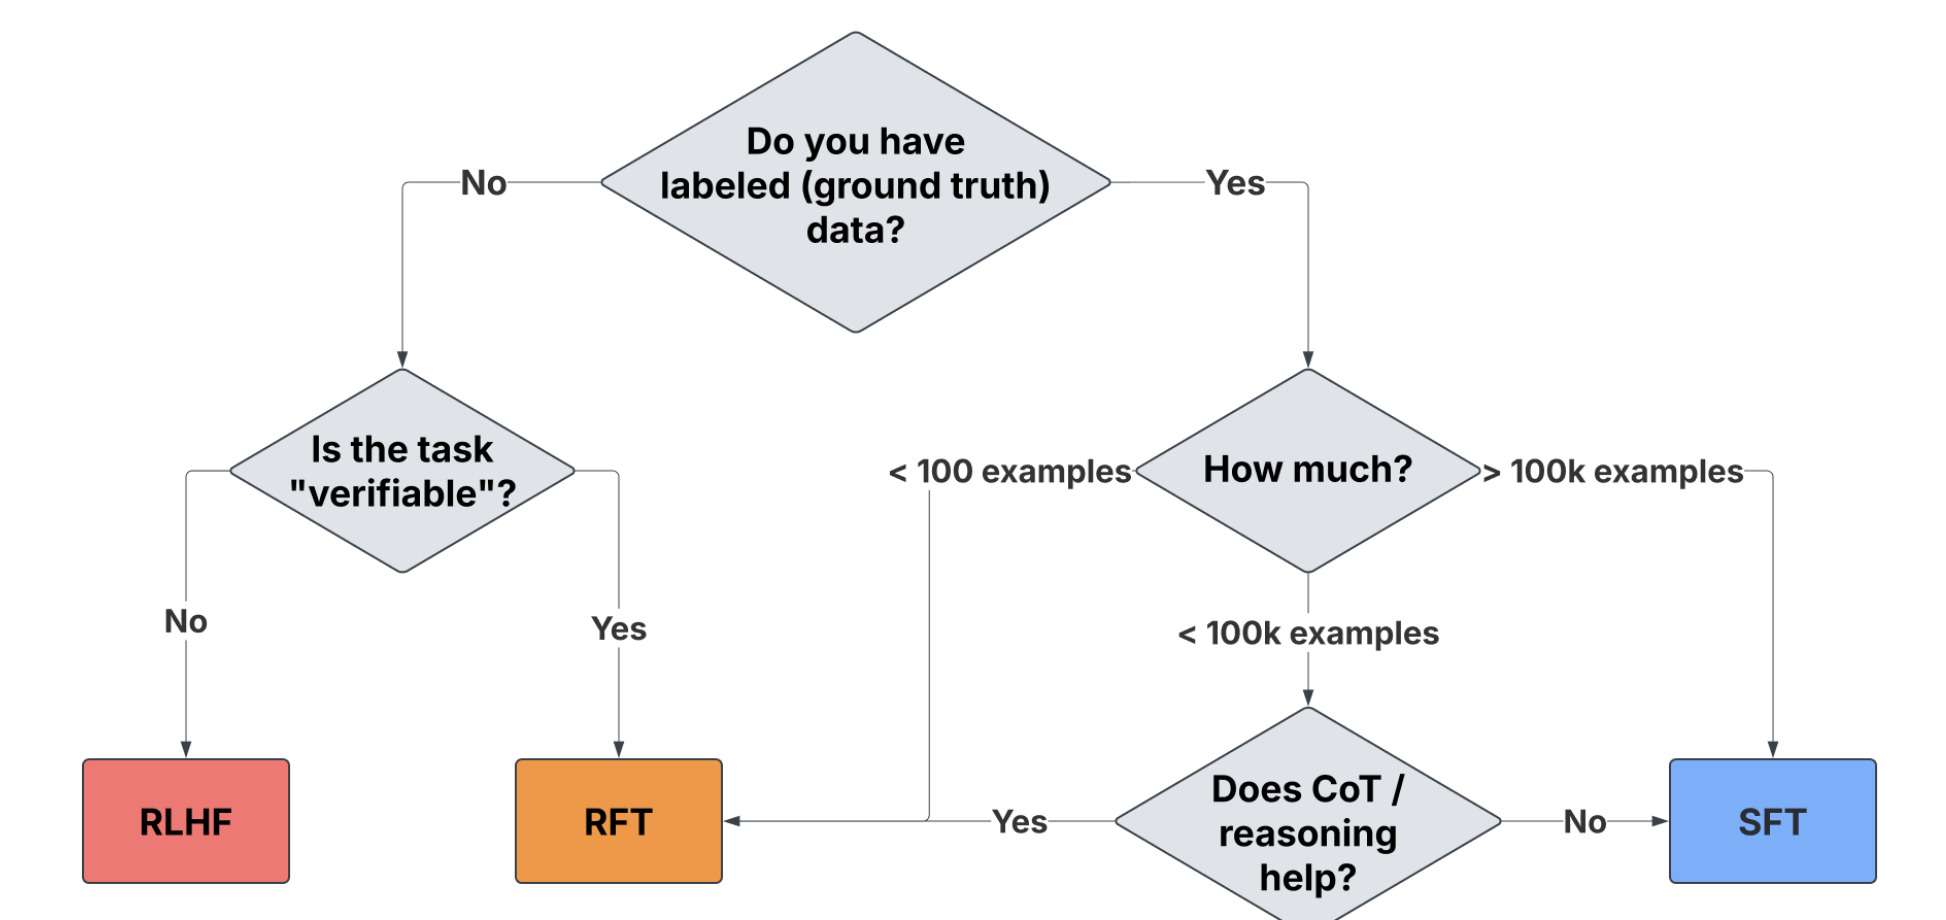 Do you have
labeled (ground truth)
data?
No
Yes
Is the task
"verifiable"?
< 100 examples
How much?
> 100k examples
No
Yes
< 100k examples
RLHF
RFT
Yes
Does CoT /
reasoning
help?
No
SFT